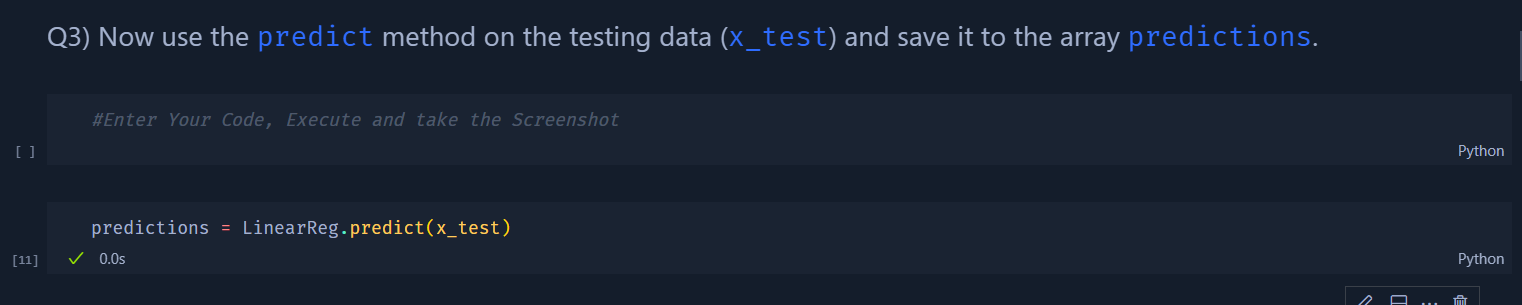 Q3) Now use the predict method on the testing data (x_test) and save it to the array predictions.
#Enter Your Code, Execute and take the Screenshot
[ ]
Python
predictions = LinearReg.predict(x_test)
[11]
0.0s
Python